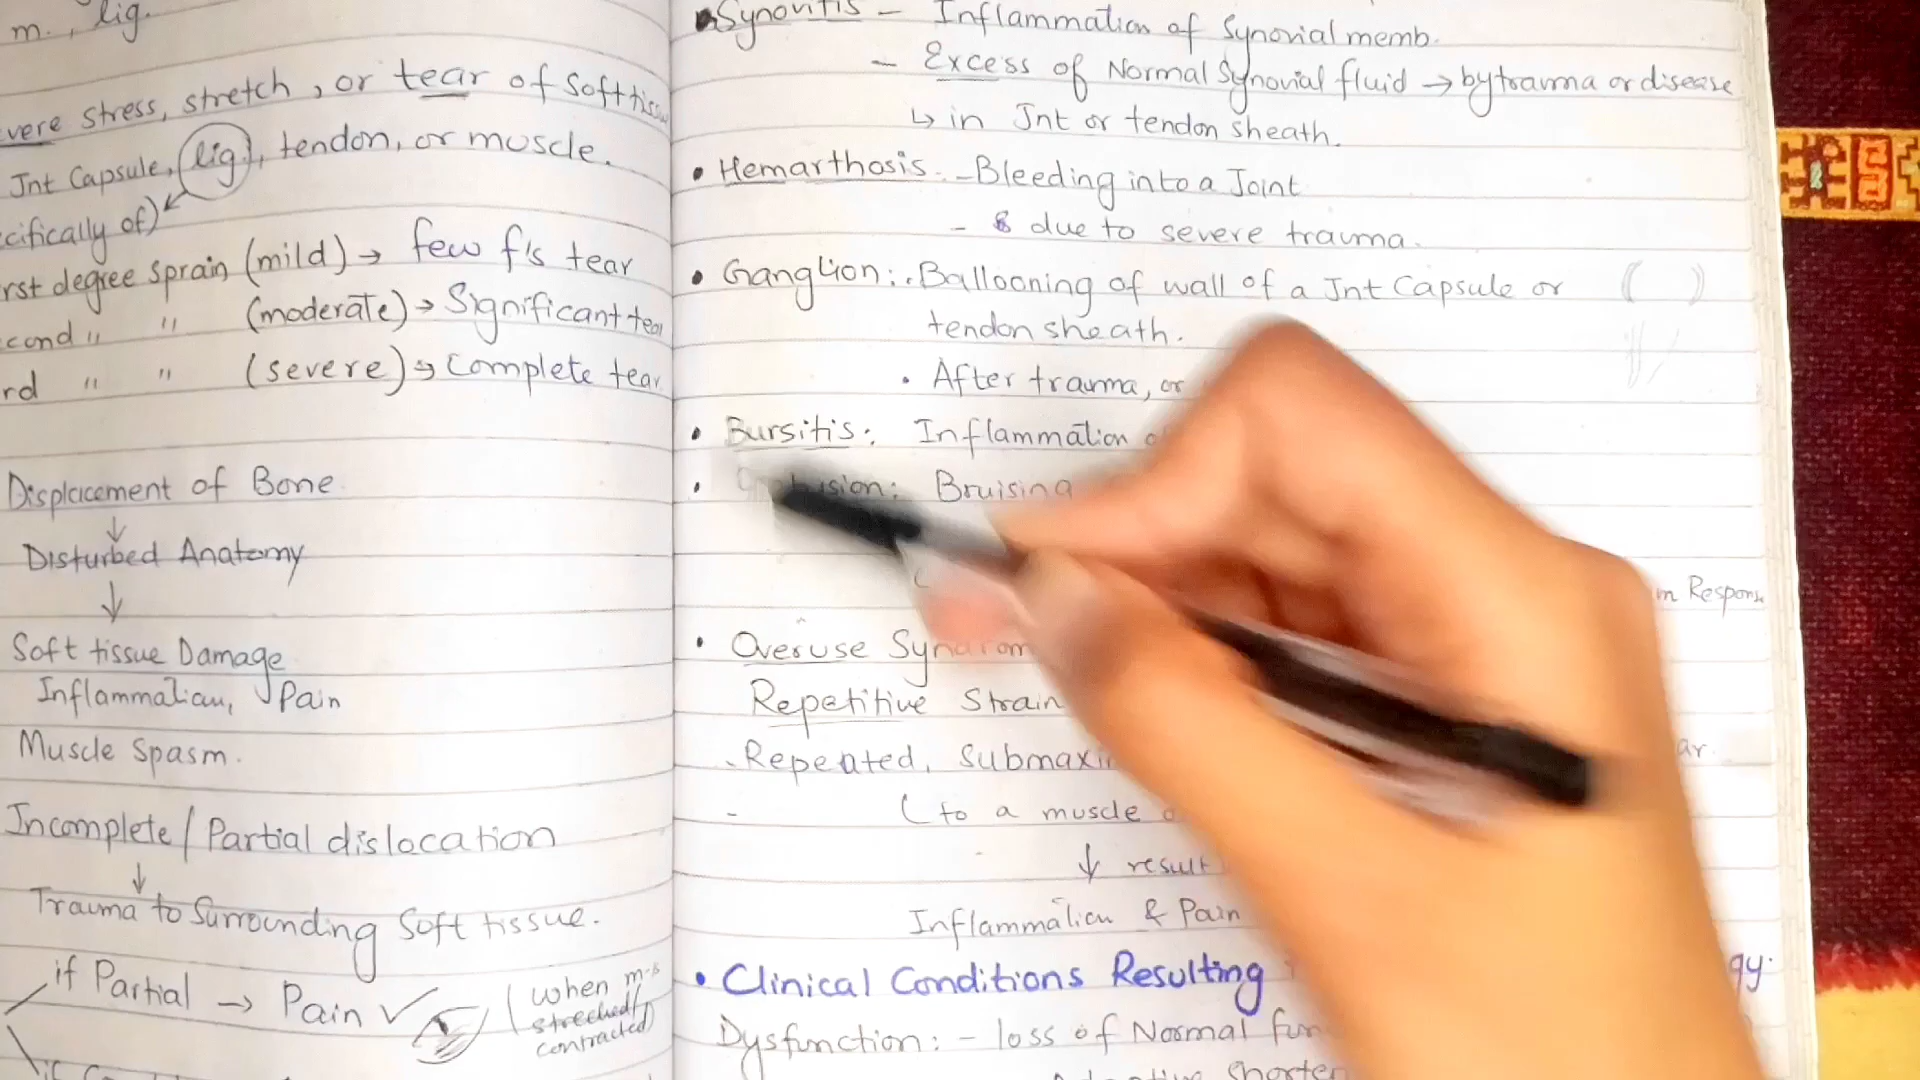 m., lig.
vere stress, stretch, or tear of Soft tissu
Jnt Capsule, (lig), tendon, or muscle.
cifically of)
rst degree sprain (mild) → few f's tear
cond " " (moderate) → Significant tear
rd " " (severe) → Complete tear
Displacement of Bone
↓
Disturbed Anatomy
↓
Soft tissue Damage
Inflammation, Pain
Muscle Spasm.
Incomplete / Partial dislocation
↓
Trauma to Surrounding Soft tissue.
if Partial → Pain ✓ (when m-s
streched/
contracted)
Synovitis - Inflammation of Synovial memb.
- Excess of Normal Synovial fluid → by trauma or disease
↳ in Jnt or tendon sheath.
• Hemarthosis. - Bleeding into a Joint
- due to severe trauma.
• Ganglion: . Ballooning of wall of a Jnt Capsule or
tendon sheath.
• After trauma, or
• Bursitis: Inflammation
• Bruising
m Respons
• Overuse Syndrom
Repetitive Strain
- Repeated, Submaxi
- (to a muscle
↓ result
Inflammation & Pain
• Clinical Conditions Resulting
gy.
Dysfunction: - loss of Normal fun
Shorten